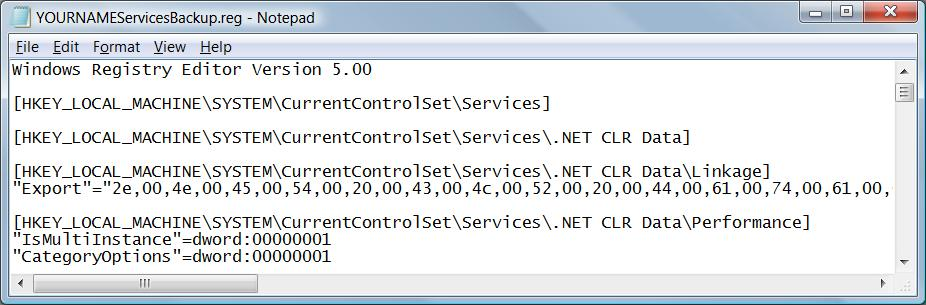 YOURNAMEServicesBackup.reg - Notepad
File Edit Format View Help
Windows Registry Editor Version 5.00
[HKEY_LOCAL_MACHINE\SYSTEM\CurrentControlSet\Services]
[HKEY_LOCAL_MACHINE\SYSTEM\CurrentControlSet\Services\.NET CLR Data]
[HKEY_LOCAL_MACHINE\SYSTEM\CurrentControlSet\Services\.NET CLR Data\Linkage]
"Export"="2e,00,4e,00,45,00,54,00,20,00,43,00,4c,00,52,00,20,00,44,00,61,00,74,00,61,00,
[HKEY_LOCAL_MACHINE\SYSTEM\CurrentControlSet\Services\.NET CLR Data\Performance]
"IsMultiInstance"=dword:00000001
"CategoryOptions"=dword:00000001